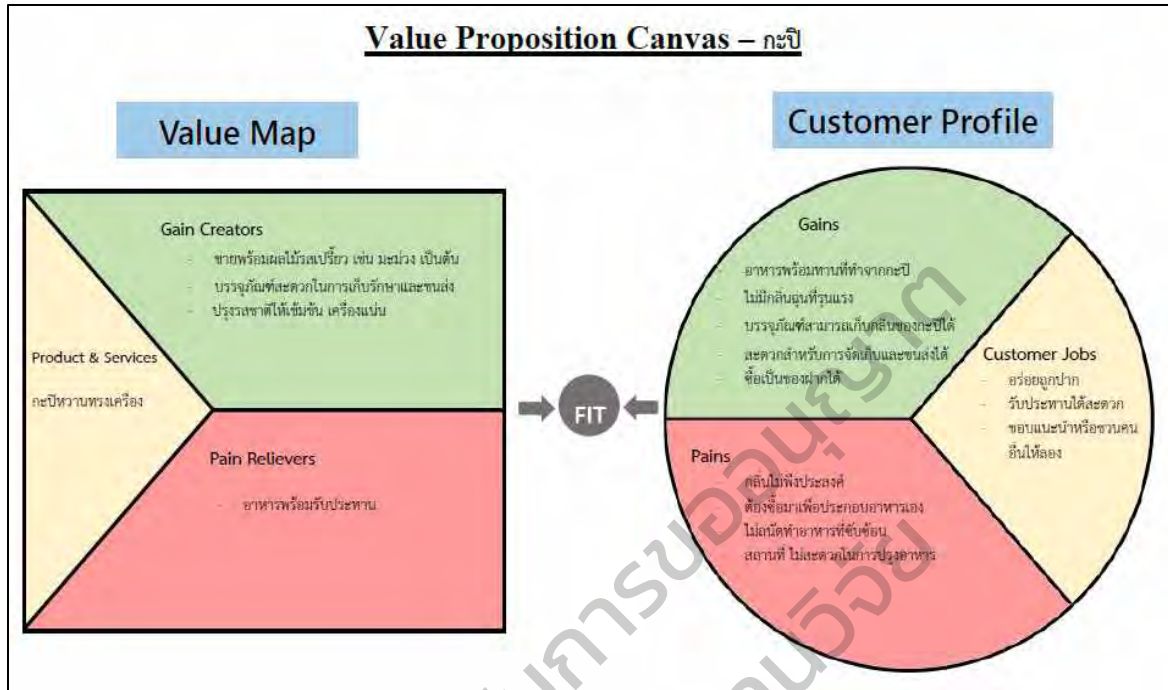 Value Proposition Canvas – กะปิ
Value Map
Gain Creators
- ขายพร้อมผลไม้รสเปรี้ยว เช่น มะม่วง เป็นต้น
- บรรจุภัณฑ์สะดวกในการเก็บรักษาและขนส่ง
- ปรุงรสชาติให้เข้มข้น เครื่องแน่น
Product & Services
กะปิหวานทรงเครื่อง
Pain Relievers
- อาหารพร้อมรับประทาน
FIT
Customer Profile
Gains
- อาหารพร้อมทานที่ทำจากกะปิ
- ไม่มีกลิ่นฉุนที่รุนแรง
- บรรจุภัณฑ์สามารถเก็บกลิ่นของกะปิได้
- สะดวกสำหรับการจัดเก็บและขนส่งได้
- ซื้อเป็นของฝากได้
Customer Jobs
- อร่อยถูกปาก
- รับประทานได้สะดวก
- ชอบแนะนำหรือชวนคน
อื่นให้ลอง
Pains
- กลิ่นไม่พึงประสงค์
- ต้องซื้อมาเพื่อประกอบอาหารเอง
- ไม่ถนัดทำอาหารที่ซับซ้อน
- สถานที่ ไม่สะดวกในการปรุงอาหาร